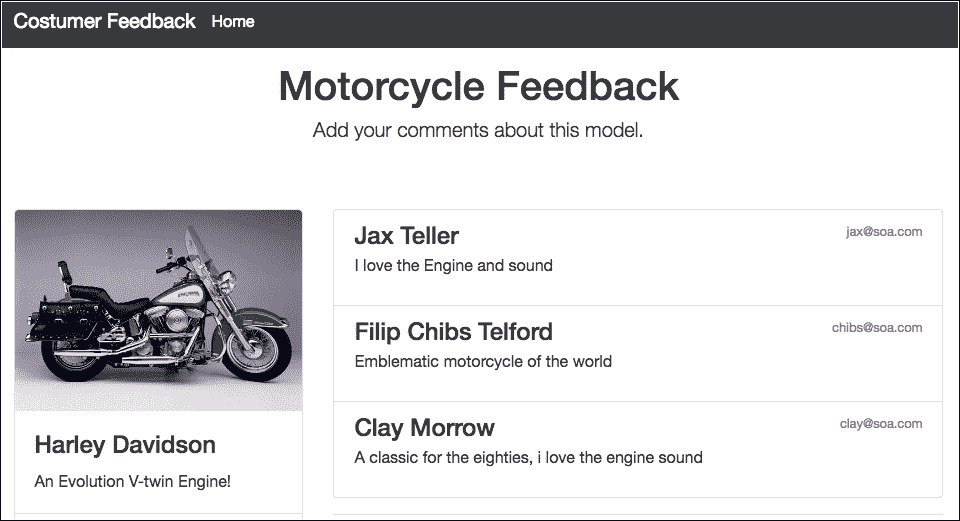 Costumer Feedback Home
Motorcycle Feedback
Add your comments about this model.
Harley Davidson
An Evolution V-twin Engine!
Jax Teller jax@soa.com
I love the Engine and sound
Filip Chibs Telford chibs@soa.com
Emblematic motorcycle of the world
Clay Morrow clay@soa.com
A classic for the eighties, i love the engine sound